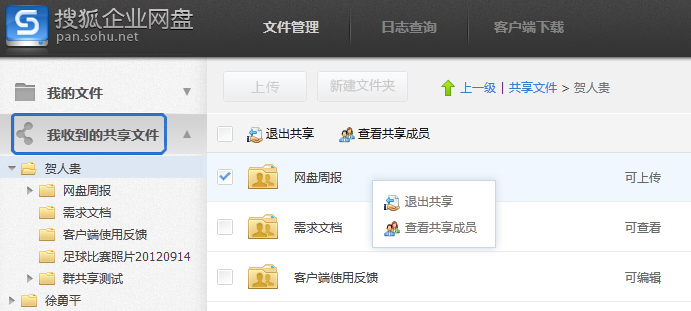 搜狐企业网盘
pan.sohu.net
文件管理
日志查询
客户端下载
我的文件
我收到的共享文件
贺人贵
网盘周报
需求文档
客户端使用反馈
足球比赛照片20120914
群共享测试
徐勇平
上传
新建文件夹
上一级 | 共享文件 > 贺人贵
退出共享
查看共享成员
网盘周报
可上传
退出共享
查看共享成员
需求文档
可查看
客户端使用反馈
可编辑